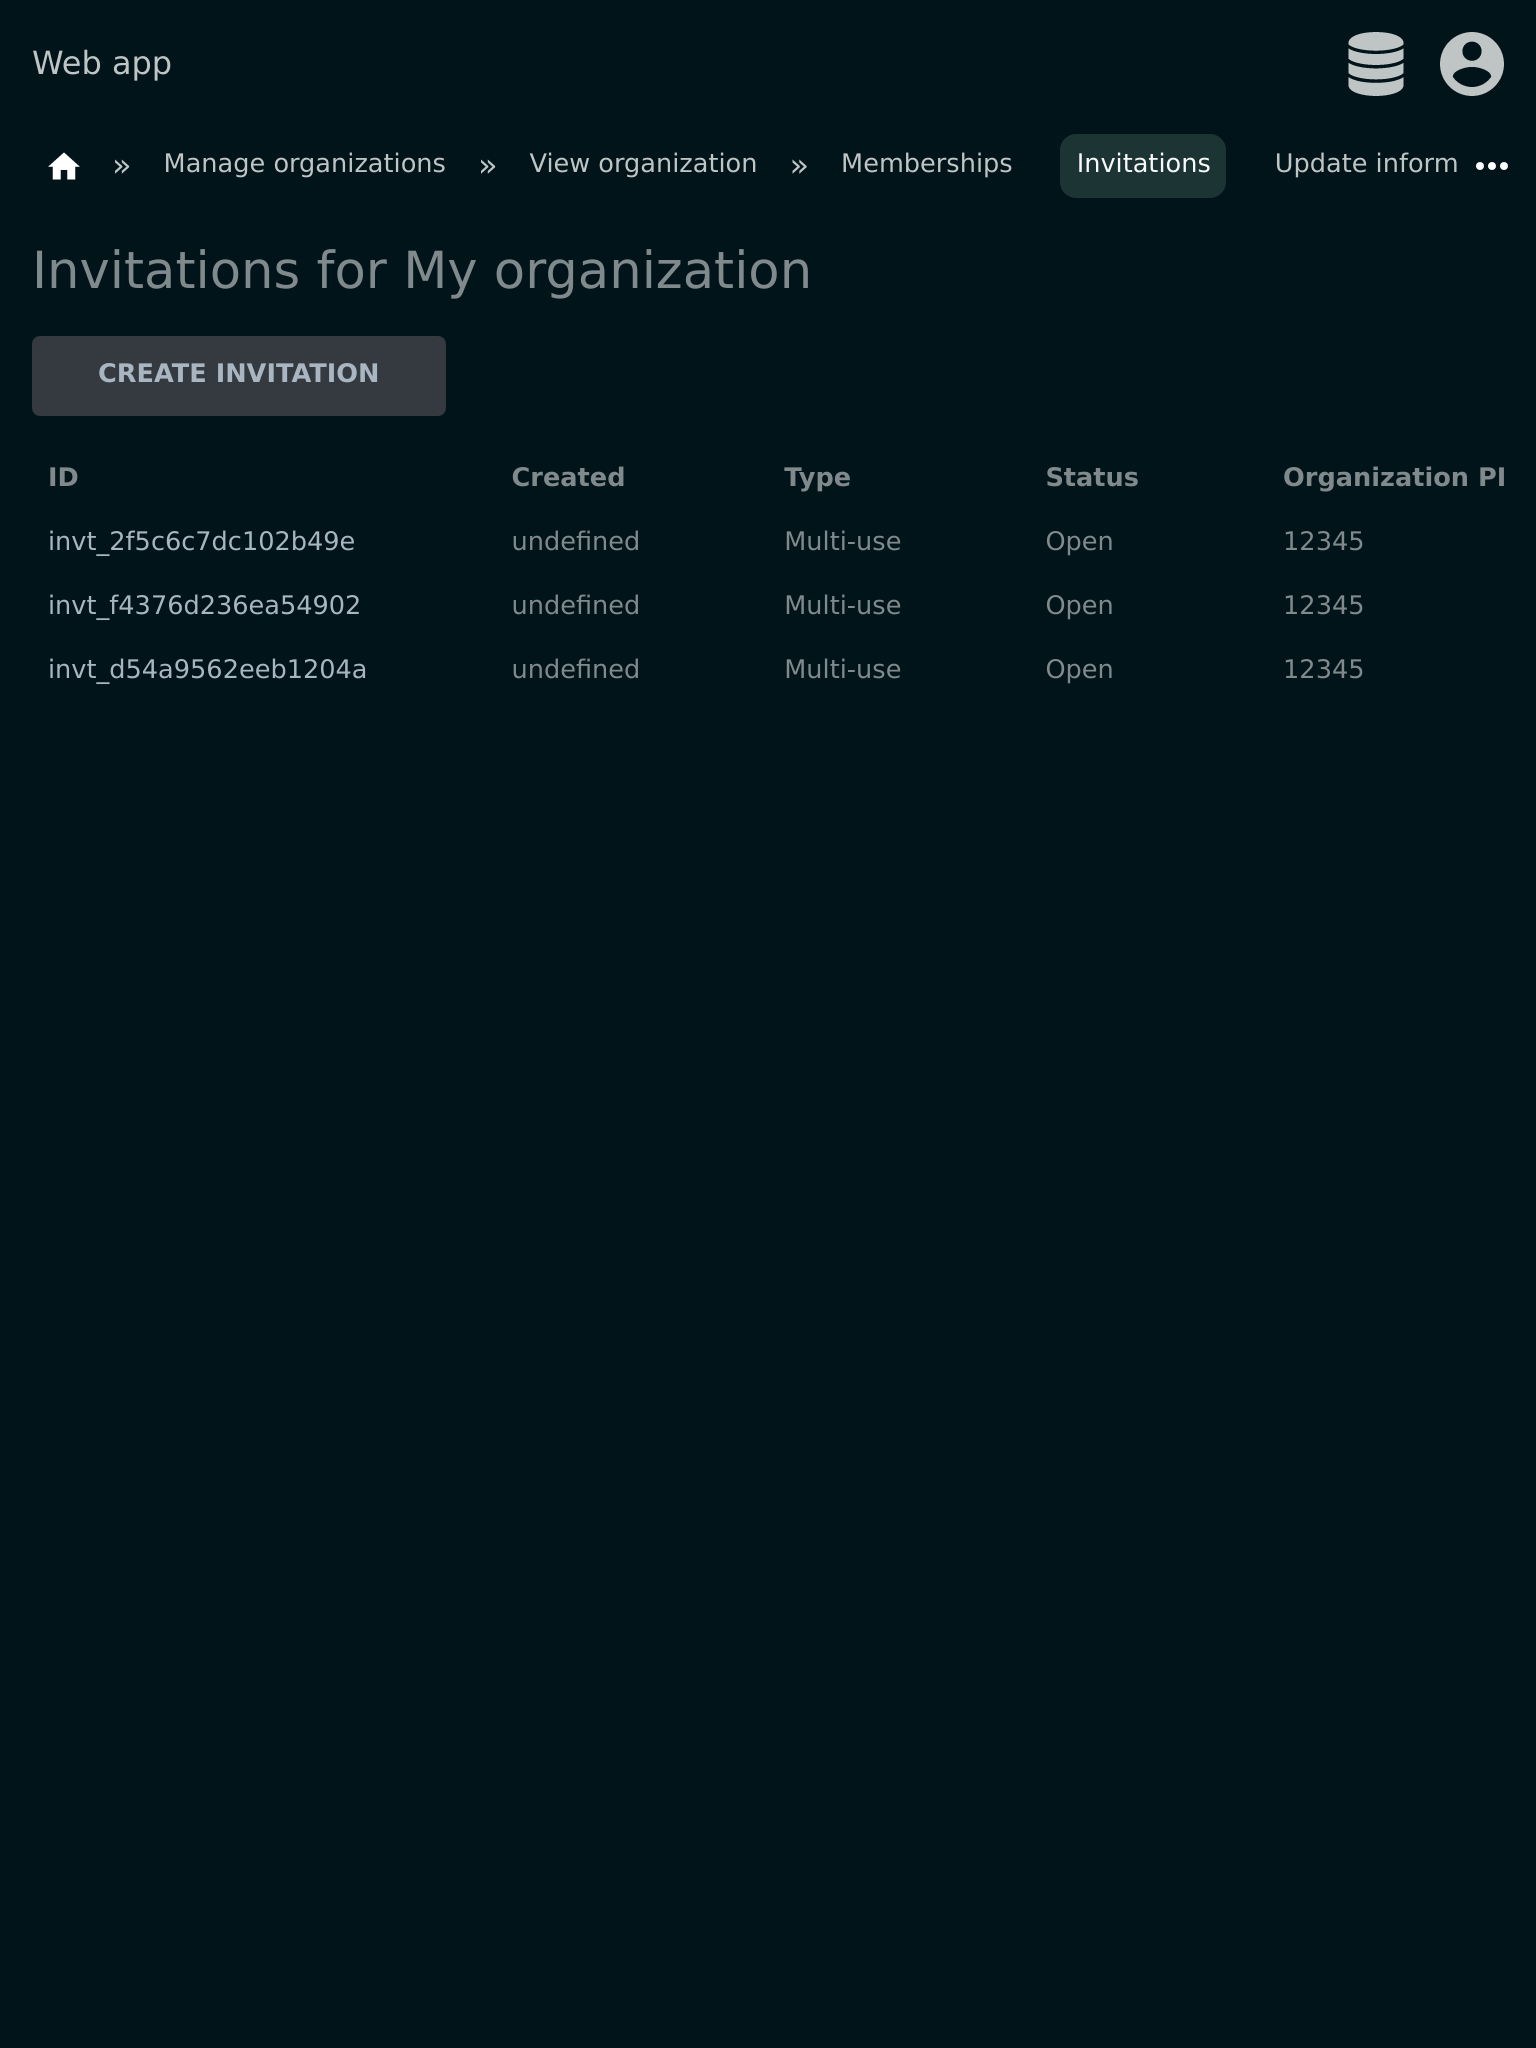 Web app
» Manage organizations » View organization » Memberships Invitations Update inform
Invitations for My organization
CREATE INVITATION
ID Created Type Status Organization PI
invt_2f5c6c7dc102b49e undefined Multi-use Open 12345
invt_f4376d236ea54902 undefined Multi-use Open 12345
invt_d54a9562eeb1204a undefined Multi-use Open 12345